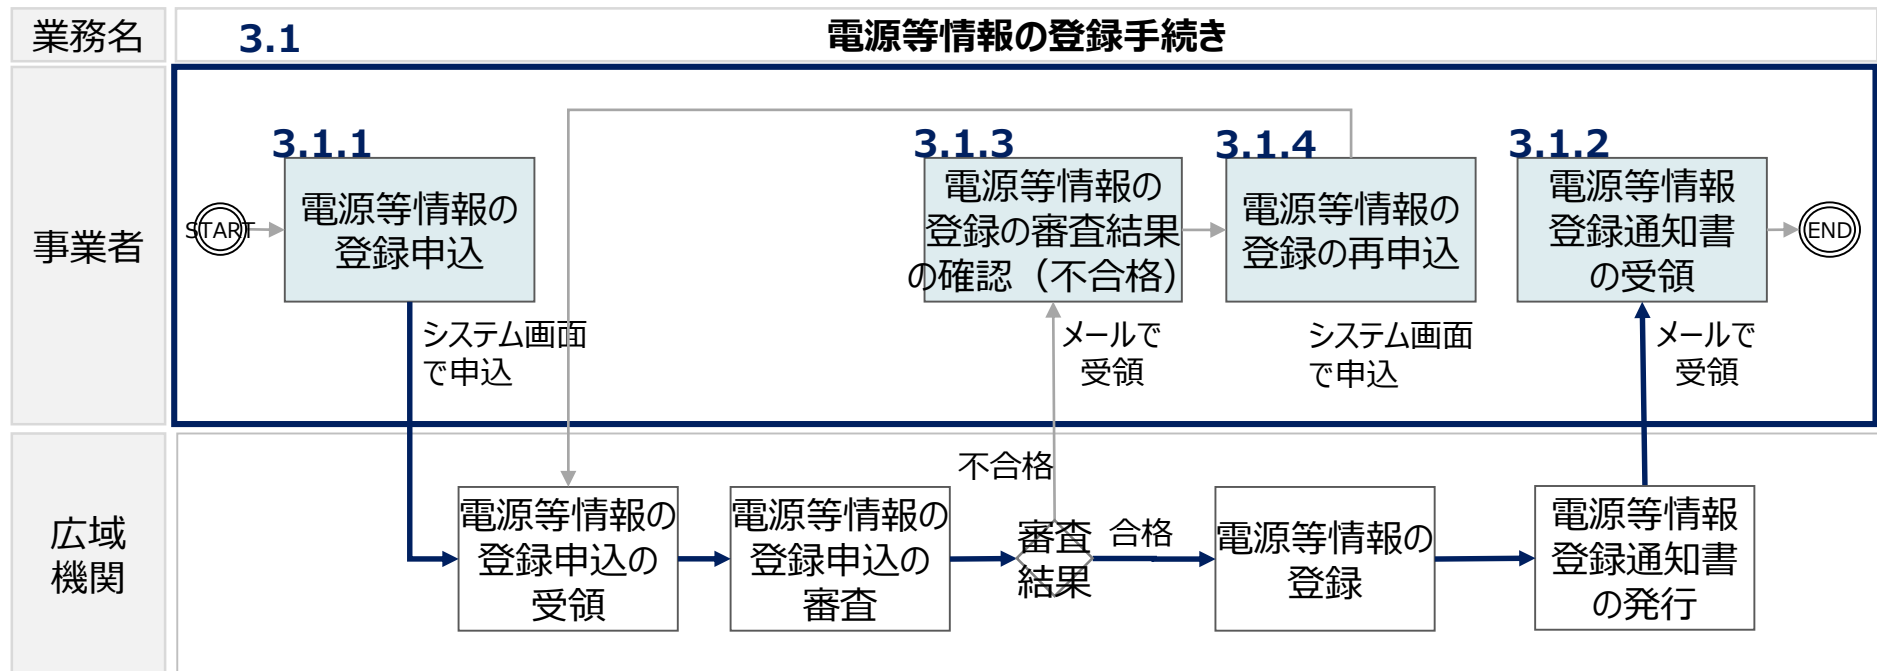 業務名
3.1
電源等情報の登録手続き
事業者
START
3.1.1
電源等情報の
登録申込
システム画面
で申込
3.1.3
電源等情報の
登録の審査結果
の確認（不合格）
メールで
受領
3.1.4
電源等情報の
登録の再申込
システム画面
で申込
3.1.2
電源等情報
登録通知書
の受領
メールで
受領
END
広域
機関
電源等情報の
登録申込の
受領
電源等情報の
登録申込の
審査
不合格
審査
結果
合格
電源等情報の
登録
電源等情報
登録通知書
の発行